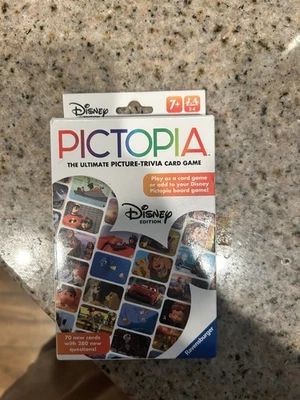 Disney
7+
PICTOPIA
THE ULTIMATE PICTURE-TRIVIA CARD GAME
Play as a card game
or add to your Disney
Pictopia board game!
Disney
EDITION
70 new cards
with 280 new
questions!
Ravensburger